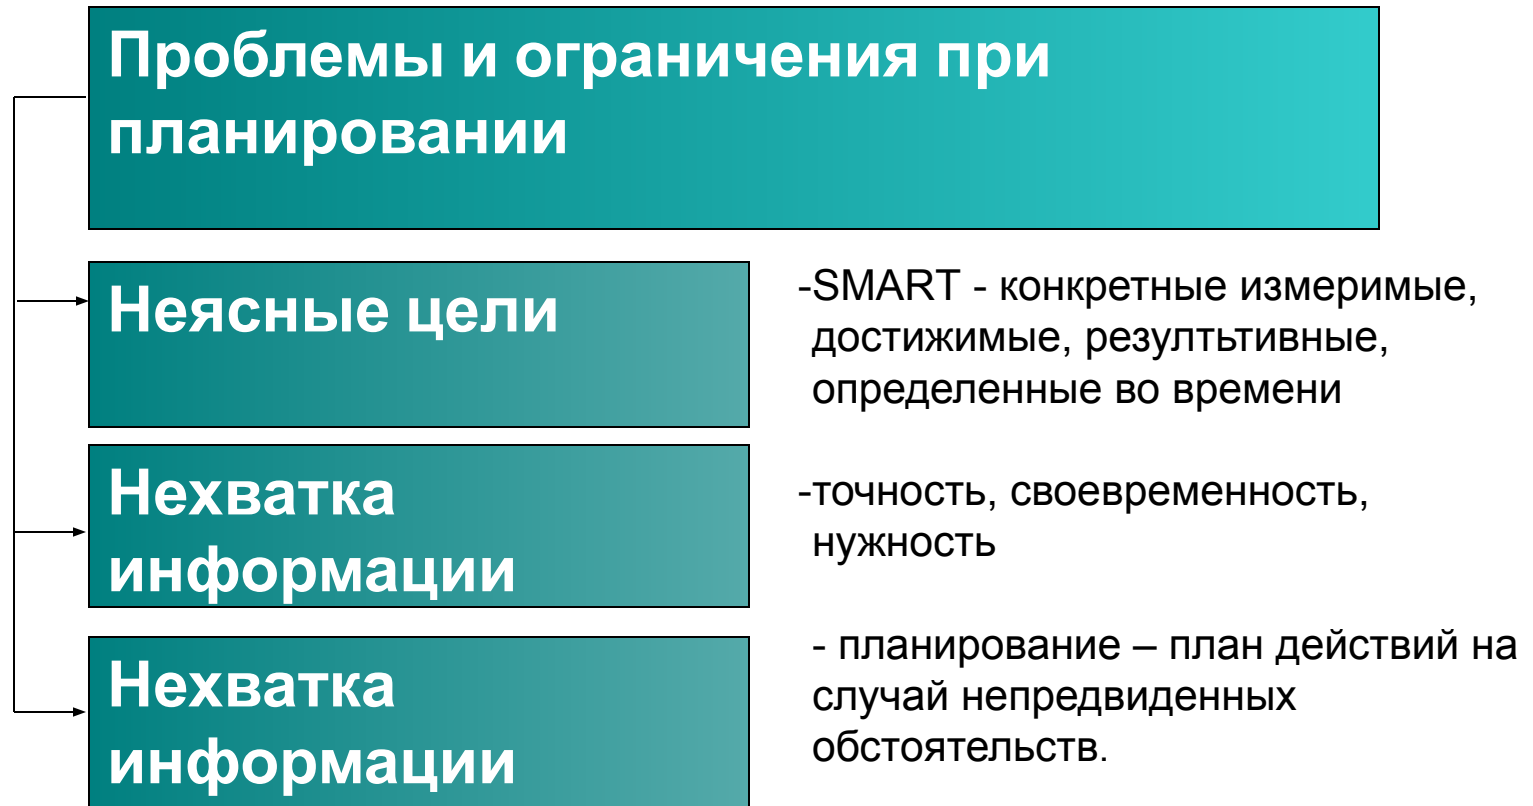 Проблемы и ограничения при
планировании
Неясные цели
-SMART - конкретные измеримые,
достижимые, резултьтивные,
определенные во времени
Нехватка
информации
-точность, своевременность,
нужность
Нехватка
информации
- планирование – план действий на
случай непредвиденных
обстоятельств.